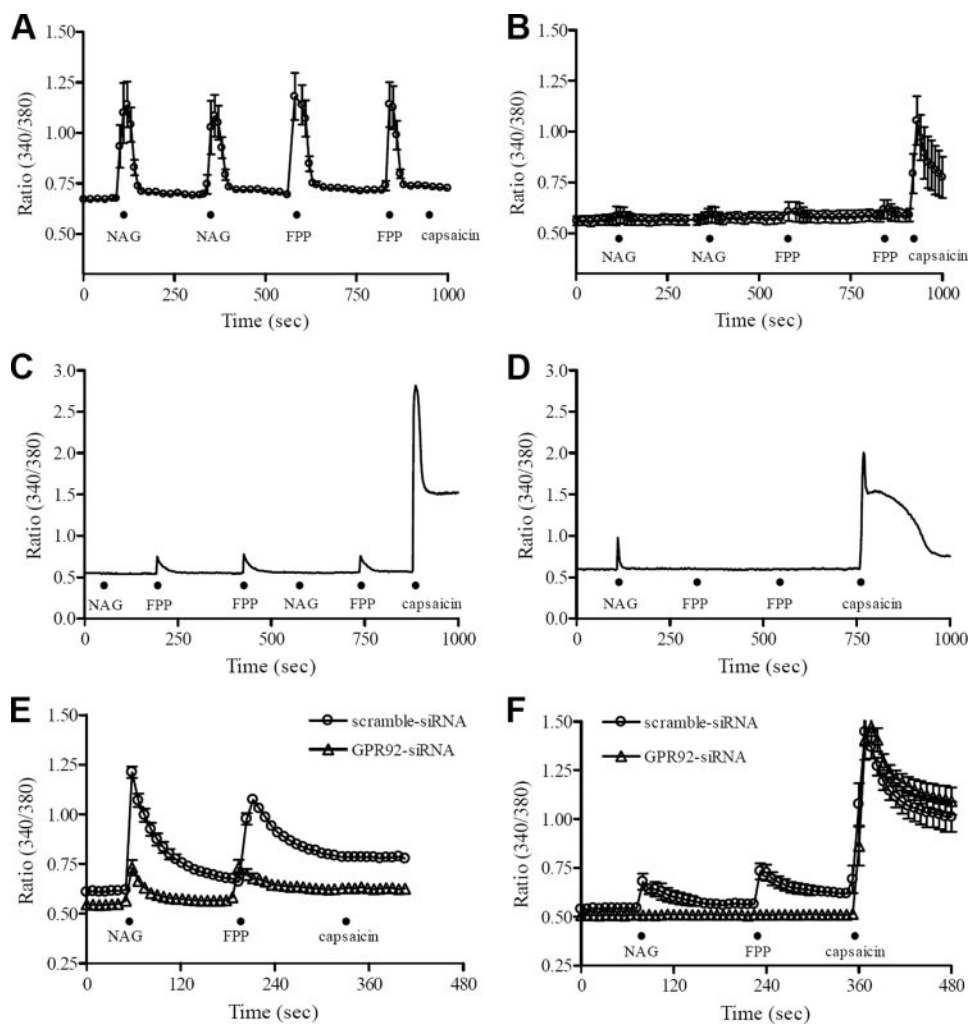 A
1.50
1.25
1.00
0.75
0.50
Ratio (340/380)
NAG
NAG
FPP
FPP
capsaicin
0
250
500
750
1000
Time (sec)
B
1.50
1.25
1.00
0.75
0.50
Ratio (340/380)
NAG
NAG
FPP
FPP
capsaicin
0
250
500
750
1000
Time (sec)
C
3.0
2.5
2.0
1.5
1.0
0.5
0.0
Ratio (340/380)
NAG
FPP
FPP
NAG
FPP
capsaicin
0
250
500
750
1000
Time (sec)
D
3.0
2.5
2.0
1.5
1.0
0.5
0.0
Ratio (340/380)
NAG
FPP
FPP
capsaicin
0
250
500
750
1000
Time (sec)
E
1.50
1.25
1.00
0.75
0.50
0.25
Ratio (340/380)
scramble-siRNA
GPR92-siRNA
NAG
FPP
capsaicin
0
120
240
360
480
Time (sec)
F
1.50
1.25
1.00
0.75
0.50
0.25
Ratio (340/380)
scramble-siRNA
GPR92-siRNA
NAG
FPP
capsaicin
0
120
240
360
480
Time (sec)